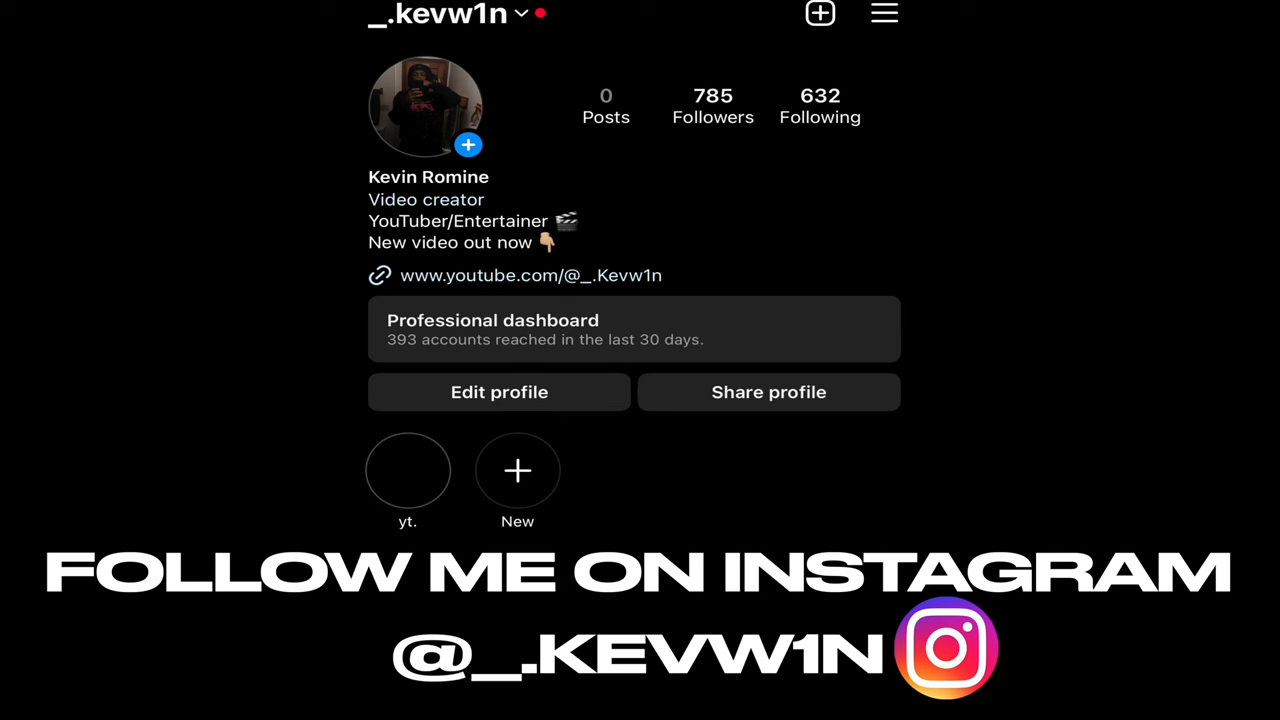 _.kevw1n
0
Posts
785
Followers
632
Following
Kevin Romine
Video creator
YouTuber/Entertainer 🎬
New video out now 👇🏼
www.youtube.com/@_.Kevw1n
Professional dashboard
393 accounts reached in the last 30 days.
Edit profile
Share profile
yt.
New
FOLLOW ME ON INSTAGRAM
@_.KEVW1N